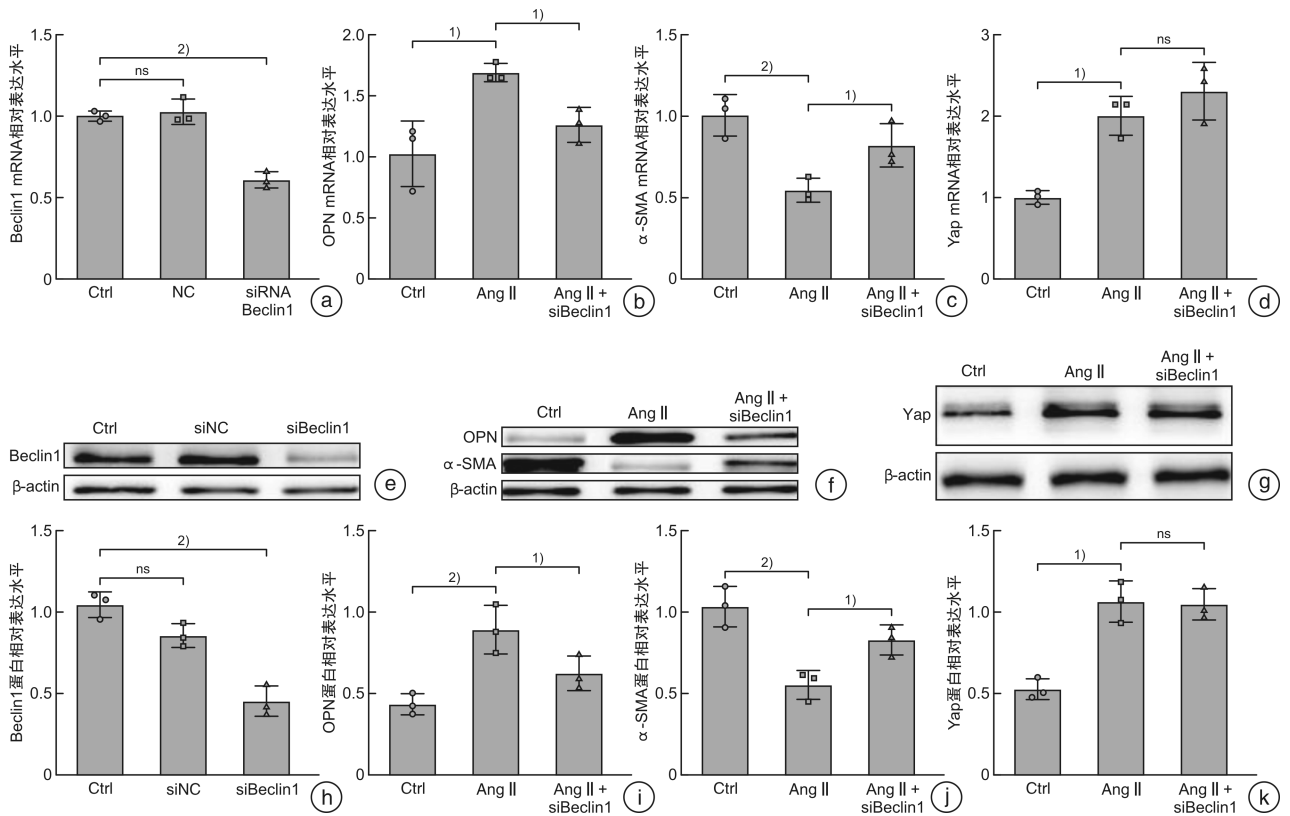 Beclin1 mRNA相对表达水平
1.5
1.0
0.5
0
2)
ns
Ctrl
NC
siRNA
Beclin1
a
OPN mRNA相对表达水平
2.0
1.5
1.0
0.5
0
1)
1)
Ctrl
Ang Ⅱ
Ang Ⅱ +
siBeclin1
b
α-SMA mRNA相对表达水平
1.5
1.0
0.5
0
2)
1)
Ctrl
Ang Ⅱ
Ang Ⅱ +
siBeclin1
c
Yap mRNA相对表达水平
3
2
1
0
1)
ns
Ctrl
Ang Ⅱ
Ang Ⅱ +
siBeclin1
d
Ctrl
siNC
siBeclin1
Beclin1
β-actin
e
Ctrl
Ang Ⅱ
Ang Ⅱ +
siBeclin1
OPN
α-SMA
β-actin
f
Ctrl
Ang Ⅱ
Ang Ⅱ +
siBeclin1
Yap
β-actin
g
Beclin1蛋白相对表达水平
1.5
1.0
0.5
0
2)
ns
Ctrl
siNC
siBeclin1
h
OPN蛋白相对表达水平
1.5
1.0
0.5
0
2)
1)
Ctrl
Ang Ⅱ
Ang Ⅱ +
siBeclin1
i
α-SMA蛋白相对表达水平
1.5
1.0
0.5
0
2)
1)
Ctrl
Ang Ⅱ
Ang Ⅱ +
siBeclin1
j
Yap蛋白相对表达水平
1.5
1.0
0.5
0
1)
ns
Ctrl
Ang Ⅱ
Ang Ⅱ +
siBeclin1
k